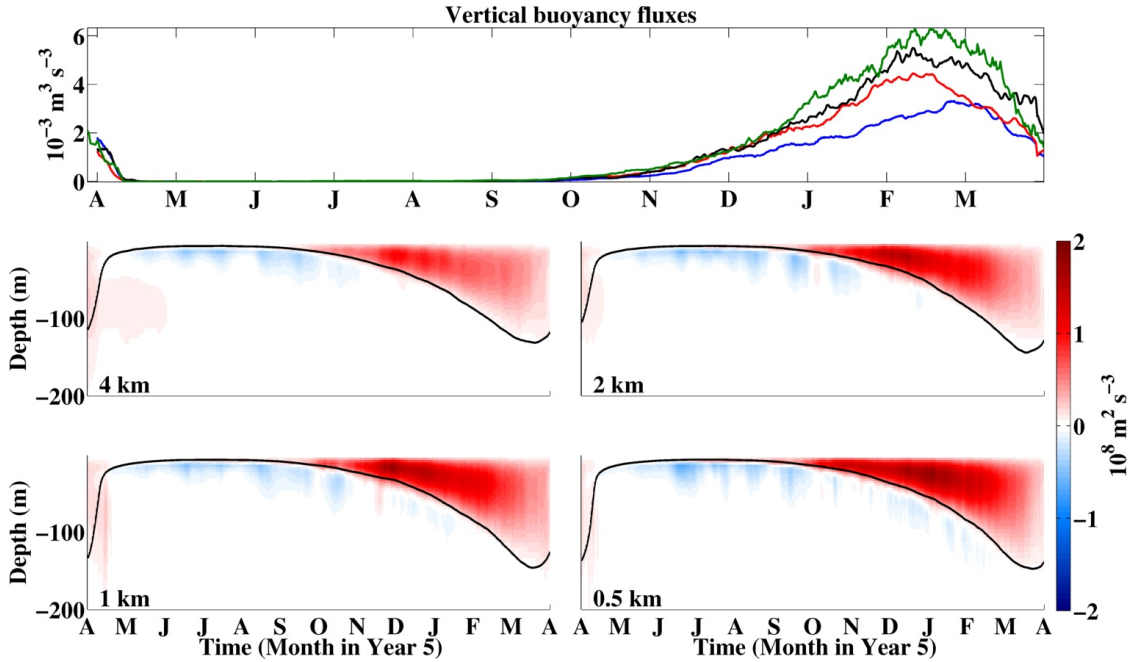 Vertical buoyancy fluxes
10⁻³ m³ s⁻³
6
4
2
0
A M J J A S O N D J F M
Depth (m)
-100
-200
4 km
2 km
2
1
0
-1
-2
10⁸ m² s⁻³
Depth (m)
-100
-200
1 km
0.5 km
A M J J A S O N D J F M A
A M J J A S O N D J F M A
Time (Month in Year 5)
Time (Month in Year 5)